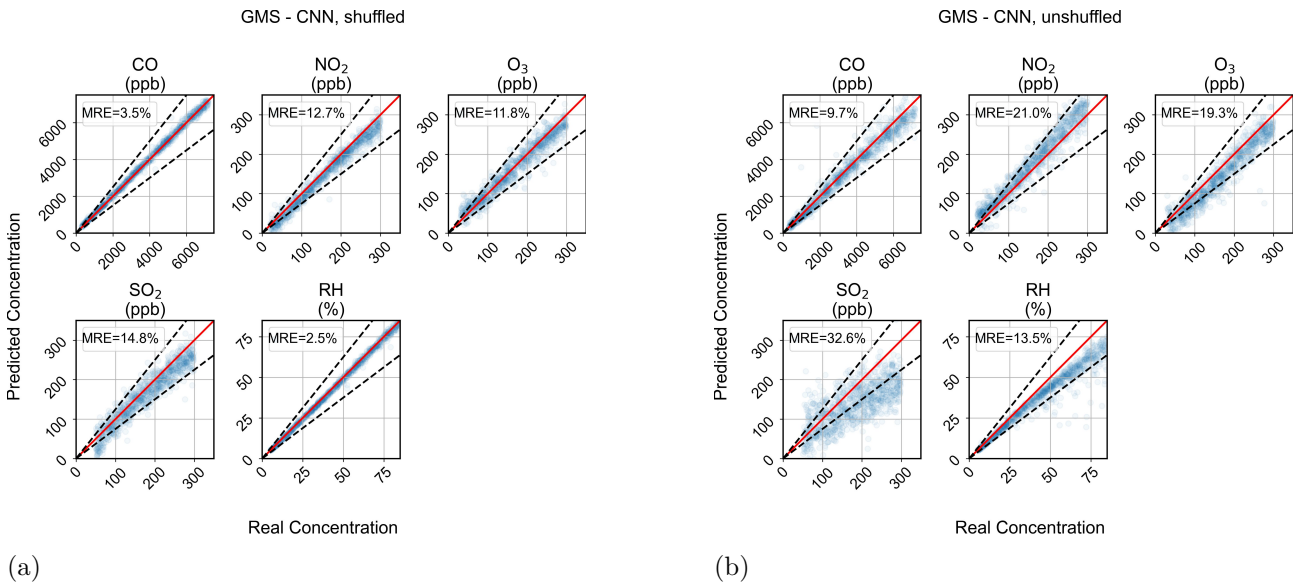 GMS - CNN, shuffled
CO
(ppb)
MRE=3.5%
6000
4000
2000
0
0
2000
4000
6000
NO₂
(ppb)
MRE=12.7%
300
200
100
0
0
100
200
300
O₃
(ppb)
MRE=11.8%
300
200
100
0
0
100
200
300
SO₂
(ppb)
MRE=14.8%
300
200
100
0
0
100
200
300
RH
(%)
MRE=2.5%
75
50
25
0
0
25
50
75
Predicted Concentration
Real Concentration
(a)
GMS - CNN, unshuffled
CO
(ppb)
MRE=9.7%
6000
4000
2000
0
0
2000
4000
6000
NO₂
(ppb)
MRE=21.0%
300
200
100
0
0
100
200
300
O₃
(ppb)
MRE=19.3%
300
200
100
0
0
100
200
300
SO₂
(ppb)
MRE=32.6%
300
200
100
0
0
100
200
300
RH
(%)
MRE=13.5%
75
50
25
0
0
25
50
75
Predicted Concentration
Real Concentration
(b)